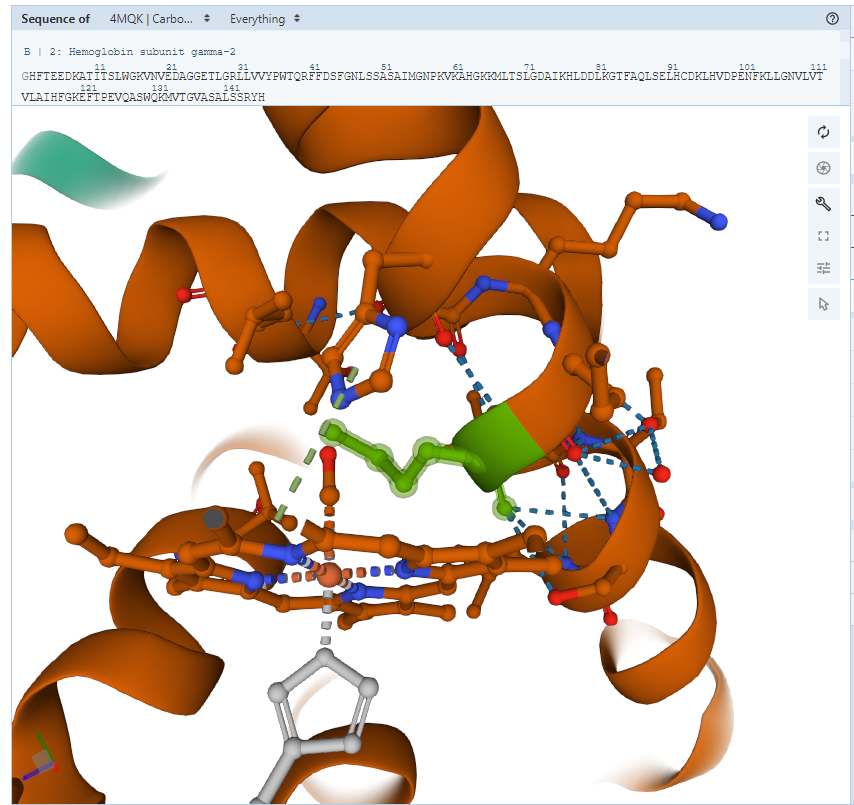 Sequence of 4MQK | Carbo... Everything
B | 2: Hemoglobin subunit gamma-2
11 21 31 41 51 61 71 81 91 101 111
GHFTEEDKATITSLWGKVNVEDAGGETLGRLLVVYPWTQRFFDSFGNLSSASAIMGNPKVKAHGKKMLTSLGDAIKHLDDLKGTFAQLSELHCDKLHVDPENFKLLGNVLVT
121 131 141
VLAIHFGKEFTPEVQASWQKMVTGVASALSSRYH